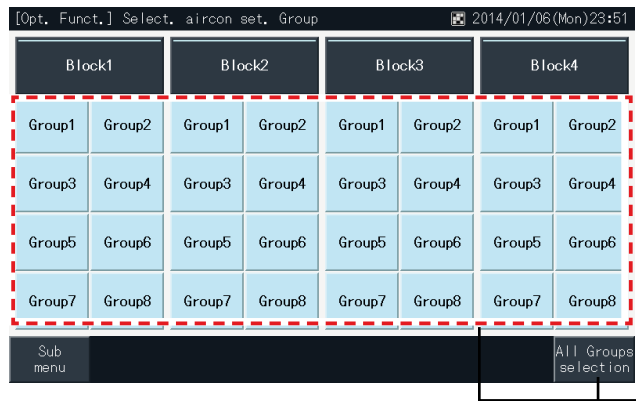 [Opt. Funct.] Select. aircon set. Group 2014/01/06(Mon)23:51
Block1 Block2 Block3 Block4
Group1 Group2 Group1 Group2 Group1 Group2 Group1 Group2
Group3 Group4 Group3 Group4 Group3 Group4 Group3 Group4
Group5 Group6 Group5 Group6 Group5 Group6 Group5 Group6
Group7 Group8 Group7 Group8 Group7 Group8 Group7 Group8
Sub
menu
All Groups
selection